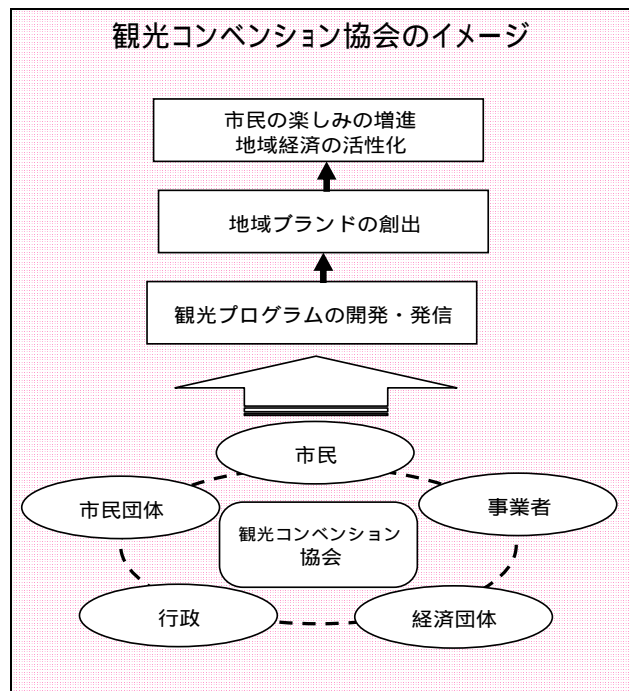 観光コンベンション協会のイメージ
市民の楽しみの増進
地域経済の活性化
地域ブランドの創出
観光プログラムの開発・発信
市民
市民団体
事業者
観光コンベンション
協会
行政
経済団体